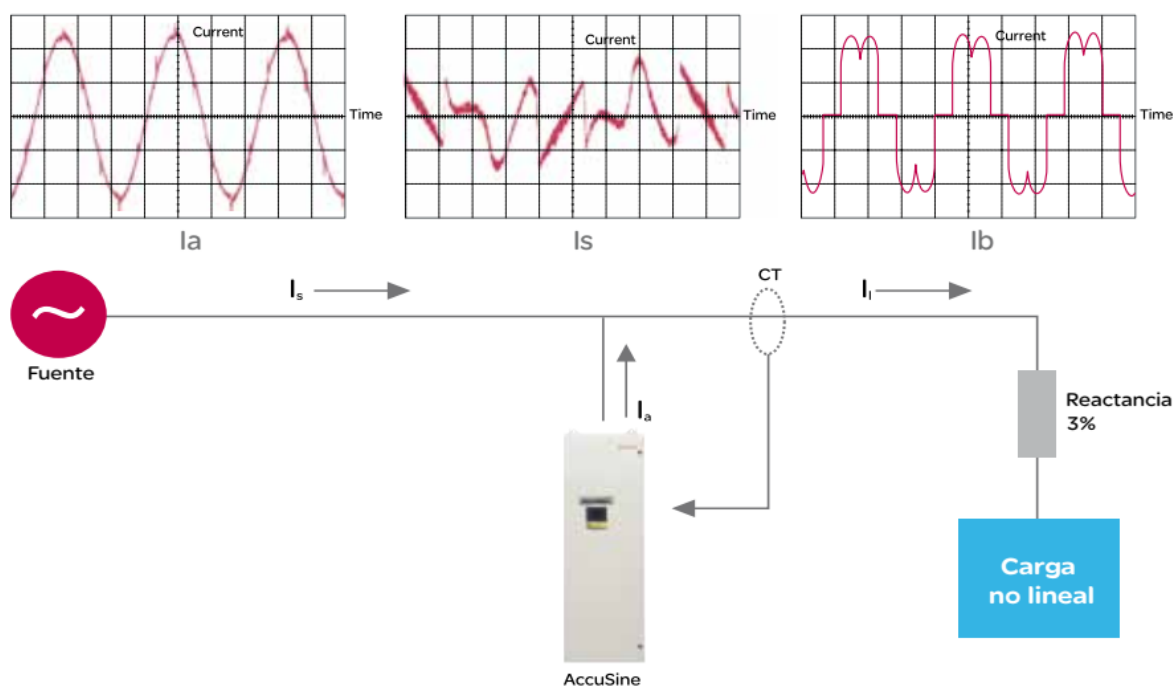 Current
Time
Current
Time
Current
Time
Ia
Is
Ib
Is
CT
Il
Fuente
Ia
Reactancia
3%
Carga
no lineal
AccuSine